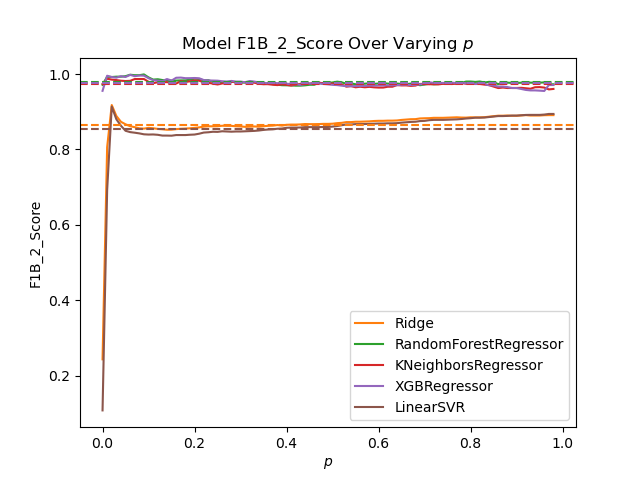 Model F1B_2_Score Over Varying p
1.0
0.8
0.6
0.4
0.2
F1B_2_Score
Ridge
RandomForestRegressor
KNeighborsRegressor
XGBRegressor
LinearSVR
0.0 0.2 0.4 0.6 0.8 1.0
p